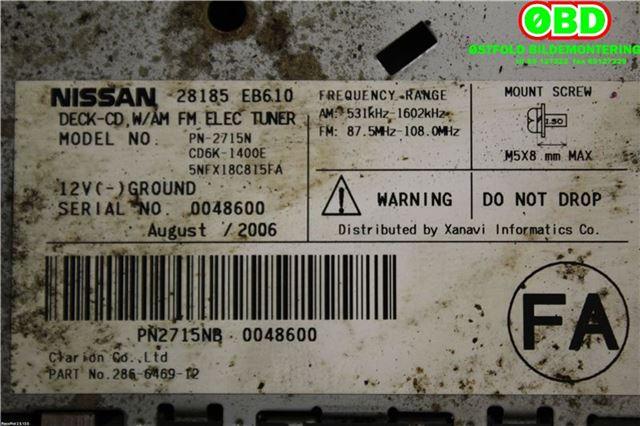 ØBD
ØSTFOLD BILDEMONTERING
NISSAN 28185 EB610
DECK-CD,W/AM FM ELEC TUNER
MODEL NO. PN-2715N
CD6K-1400E
5NFX18C815FA
12V(-)GROUND
SERIAL NO. 0048600
August /2006
FREQUENCY RANGE
AM: 531kHz-1602kHz
FM: 87.5MHz-108.0MHz
MOUNT SCREW
1.50
M5X8 mm MAX
WARNING
DO NOT DROP
Distributed by Xanavi Informatics Co.
PN2715NB 0048600
Clarion Co.,Ltd
PART No.286-6469-12
FA